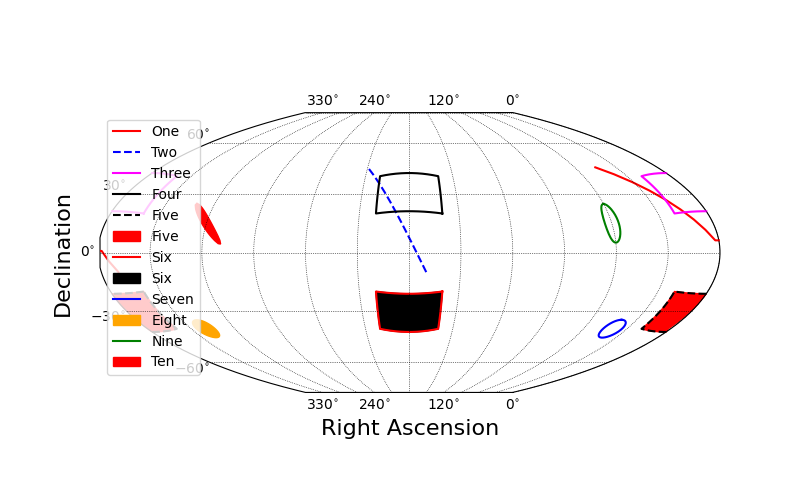 330° 240° 120° 0°
One
Two
Three
Four
Five
Five
Six
Six
Seven
Eight
Nine
Ten
60°
30°
0°
−30°
−60°
Declination
330° 240° 120° 0°
Right Ascension